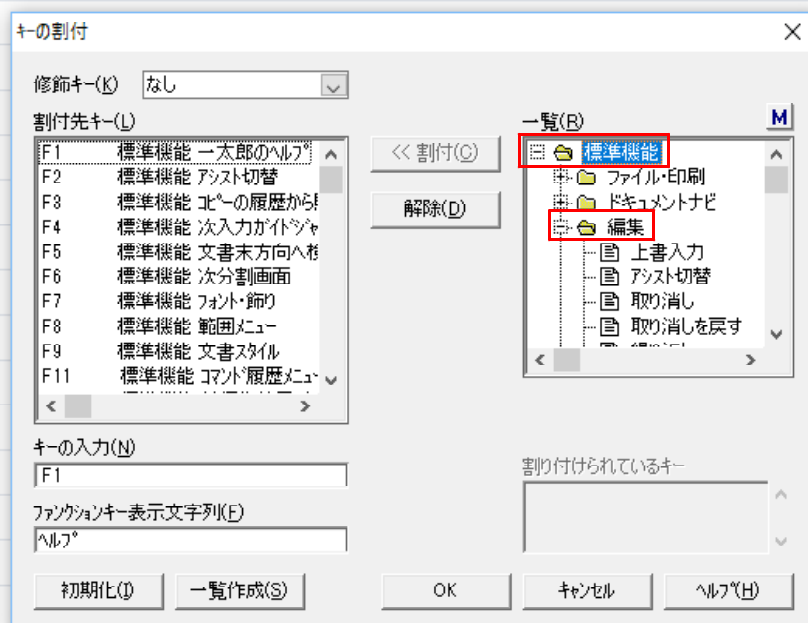 キーの割付
修飾キー(K) なし
割付先キー(L)
F1 標準機能 一太郎のヘルプ
F2 標準機能 アシスト切替
F3 標準機能 コピーの履歴から
F4 標準機能 次入力ガイドジャ
F5 標準機能 文書末方向へ検
F6 標準機能 次分割画面
F7 標準機能 フォント・飾り
F8 標準機能 範囲メニュー
F9 標準機能 文書スタイル
F11 標準機能 コマンド履歴メニュー
<< 割付(C)
解除(D)
一覧(R)
M
標準機能
ファイル・印刷
ドキュメントナビ
編集
上書入力
アシスト切替
取り消し
取り消しを戻す
キーの入力(N)
F1
ファンクションキー表示文字列(F)
ヘルプ
割り付けられているキー
初期化(I) 一覧作成(S) OK キャンセル ヘルプ(H)